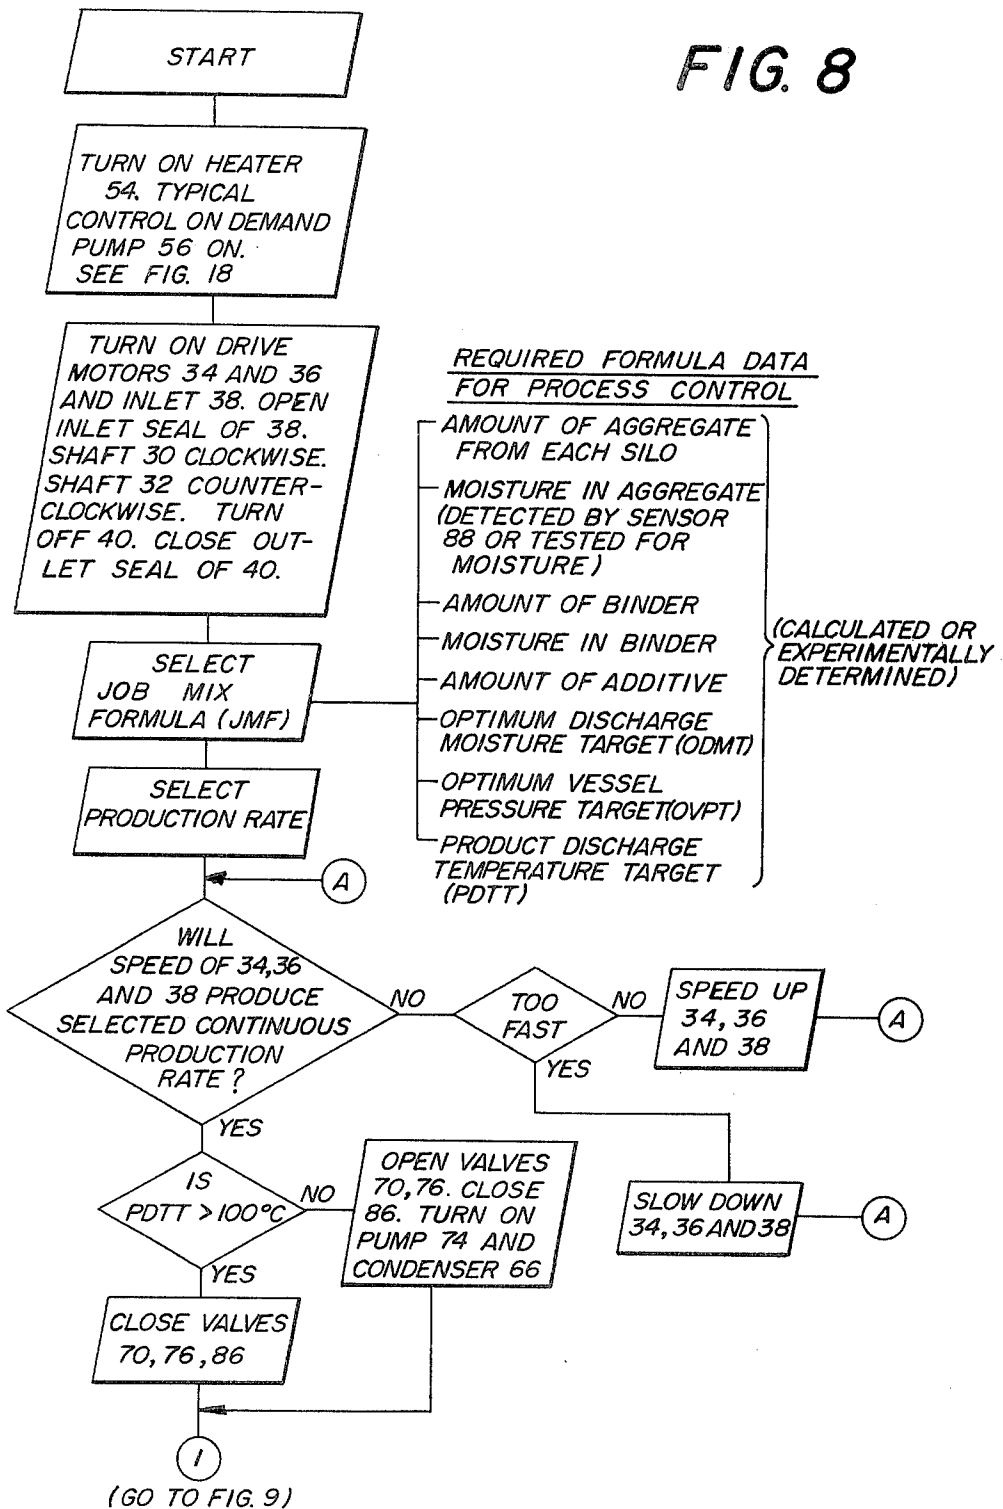 FIG. 8
START
TURN ON HEATER
54. TYPICAL
CONTROL ON DEMAND
PUMP 56 ON.
SEE FIG. 18
TURN ON DRIVE
MOTORS 34 AND 36
AND INLET 38. OPEN
INLET SEAL OF 38.
SHAFT 30 CLOCKWISE.
SHAFT 32 COUNTER-
CLOCKWISE. TURN
OFF 40. CLOSE OUT-
LET SEAL OF 40.
SELECT
JOB MIX
FORMULA (JMF)
REQUIRED FORMULA DATA
FOR PROCESS CONTROL
AMOUNT OF AGGREGATE
FROM EACH SILO
MOISTURE IN AGGREGATE
(DETECTED BY SENSOR
88 OR TESTED FOR
MOISTURE)
AMOUNT OF BINDER
MOISTURE IN BINDER
AMOUNT OF ADDITIVE
OPTIMUM DISCHARGE
MOISTURE TARGET (ODMT)
OPTIMUM VESSEL
PRESSURE TARGET(OVPT)
PRODUCT DISCHARGE
TEMPERATURE TARGET
(PDTT)
(CALCULATED OR
EXPERIMENTALLY
DETERMINED)
SELECT
PRODUCTION RATE
A
WILL
SPEED OF 34,36
AND 38 PRODUCE
SELECTED CONTINUOUS
PRODUCTION
RATE?
NO
TOO
FAST
NO
SPEED UP
34, 36
AND 38
A
YES
SLOW DOWN
34, 36 AND 38
A
YES
IS
PDTT > 100°C
NO
OPEN VALVES
70, 76. CLOSE
86. TURN ON
PUMP 74 AND
CONDENSER 66
YES
CLOSE VALVES
70, 76, 86
1
(GO TO FIG. 9)